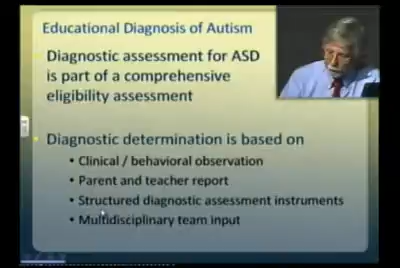 Educational Diagnosis of Autism
Diagnostic assessment for ASD
is part of a comprehensive
eligibility assessment
Diagnostic determination is based on
• Clinical / behavioral observation
• Parent and teacher report
• Structured diagnostic assessment instruments
• Multidisciplinary team input